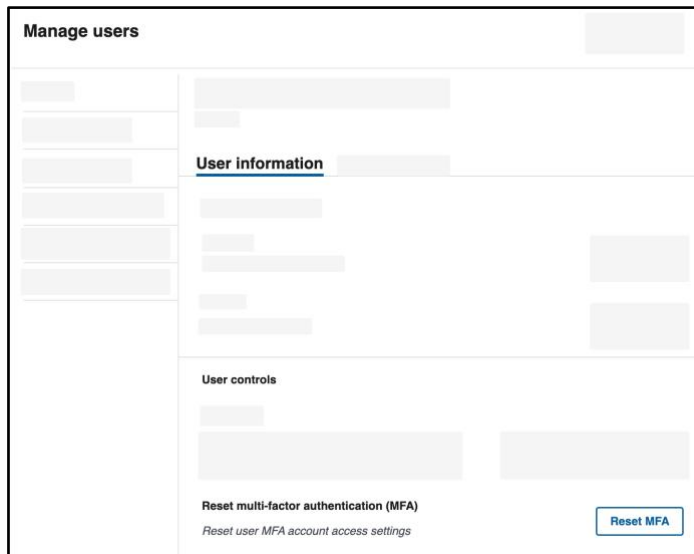 Manage users
User information
User controls
Reset multi-factor authentication (MFA)
Reset user MFA account access settings
Reset MFA